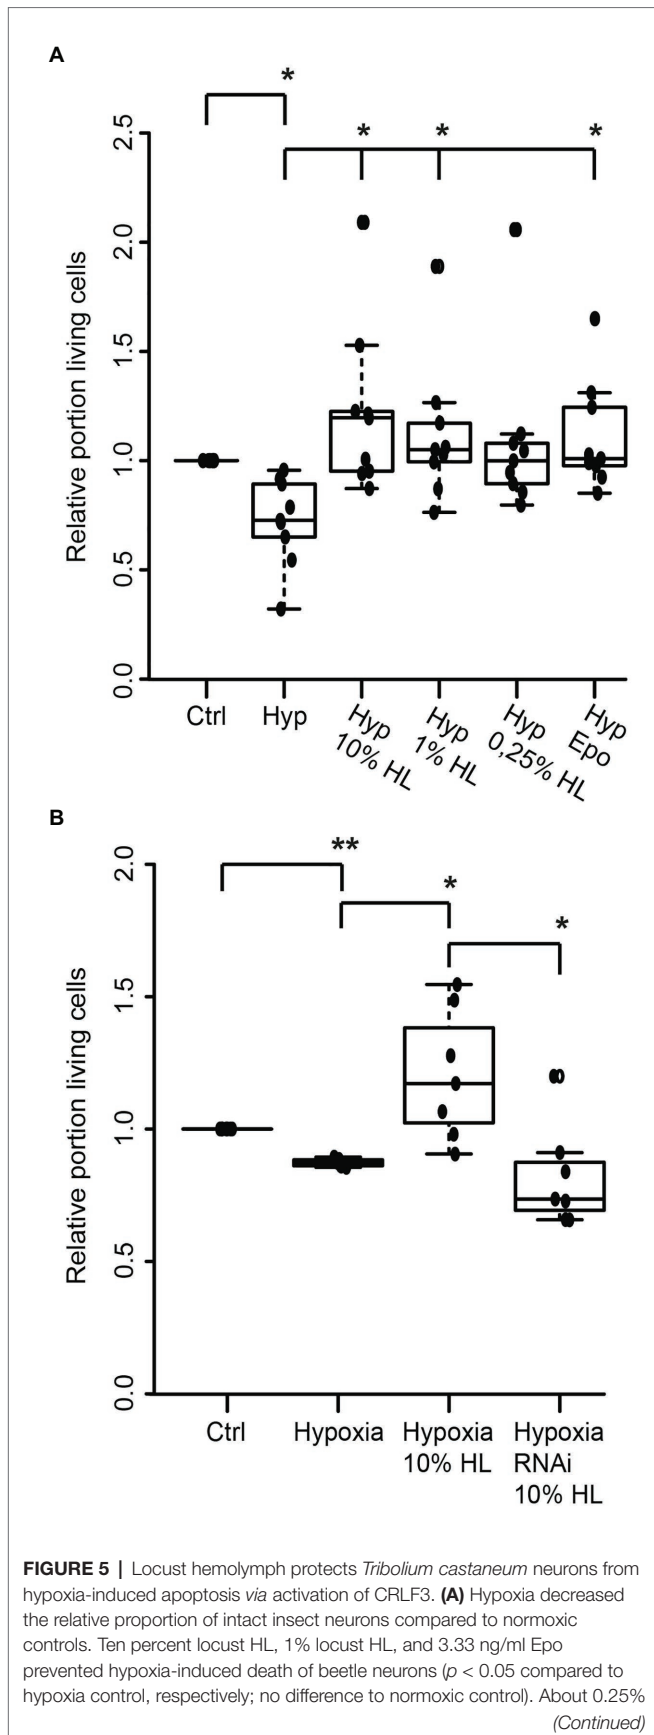 A
*
* * *
2.5
2.0
1.5
1.0
0.5
0.0
Relative portion living cells
Ctrl
Hyp
Hyp
10% HL
Hyp
1% HL
Hyp
0,25% HL
Hyp
Epo
B
**
*
*
2.0
1.5
1.0
0.5
0.0
Relative portion living cells
Ctrl
Hypoxia
Hypoxia
10% HL
Hypoxia
RNAi
10% HL
FIGURE 5 | Locust hemolymph protects Tribolium castaneum neurons from
hypoxia-induced apoptosis via activation of CRLF3. (A) Hypoxia decreased
the relative proportion of intact insect neurons compared to normoxic
controls. Ten percent locust HL, 1% locust HL, and 3.33 ng/ml Epo
prevented hypoxia-induced death of beetle neurons (p < 0.05 compared to
hypoxia control, respectively; no difference to normoxic control). About 0.25%
(Continued)